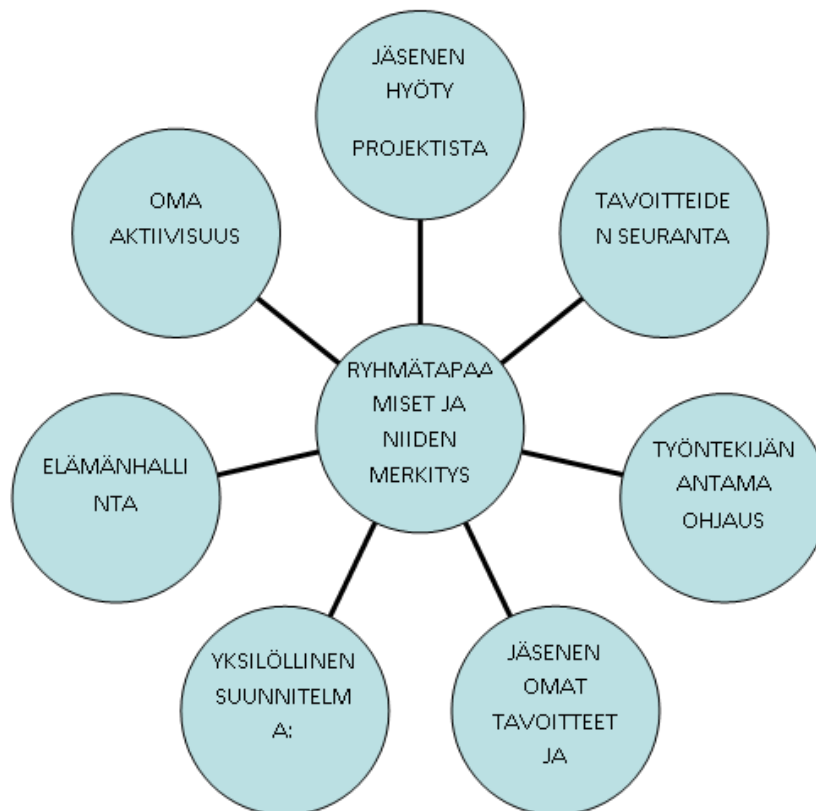 JÄSENEN
HYÖTY
PROJEKTISTA
OMA
AKTIIVISUUS
TAVOITTEIDE
N SEURANTA
RYHMÄTAPAA
MISET JA
NIIDEN
MERKITYS
ELÄMÄNHALLI
NTA
TYÖNTEKIJÄN
ANTAMA
OHJAUS
YKSILÖLLINEN
SUUNNITELM
A:
JÄSENEN
OMAT
TAVOITTEET
JA